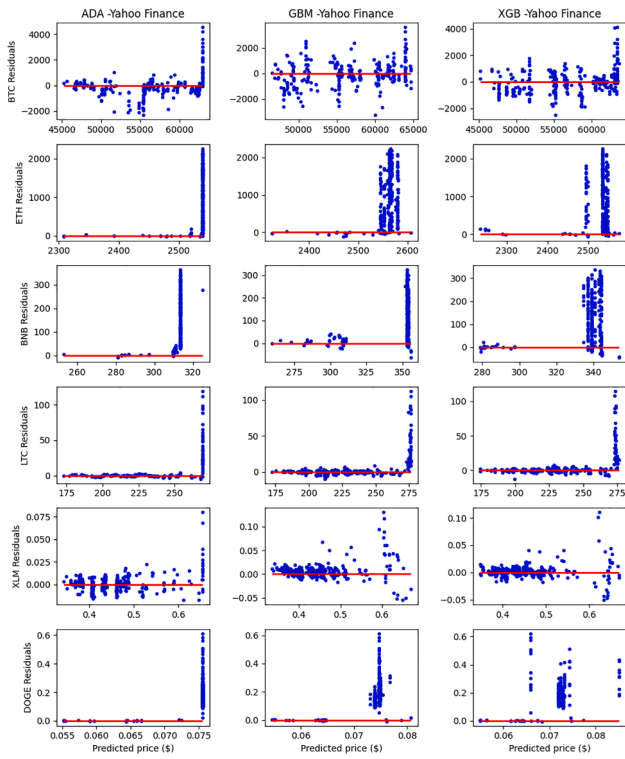 ADA -Yahoo Finance GBM -Yahoo Finance XGB -Yahoo Finance
BTC Residuals
4000
2000
0
−2000
45000 50000 55000 60000
2000
0
−2000
50000 55000 60000 65000
4000
2000
0
−2000
45000 50000 55000 60000
ETH Residuals
2000
1000
0
2300 2400 2500
2000
1000
0
2400 2500 2600
2000
1000
0
2300 2400 2500
BNB Residuals
300
200
100
0
260 280 300 320
300
200
100
0
275 300 325 350
300
200
100
0
280 300 320 340
LTC Residuals
100
50
0
175 200 225 250
100
50
0
175 200 225 250 275
100
50
0
175 200 225 250 275
XLM Residuals
0.075
0.050
0.025
0.000
0.4 0.5 0.6
0.10
0.05
0.00
−0.05
0.4 0.5 0.6
0.10
0.05
0.00
−0.05
0.4 0.5 0.6
DOGE Residuals
0.6
0.4
0.2
0.0
0.055 0.060 0.065 0.070 0.075
0.6
0.4
0.2
0.0
0.06 0.07 0.08
0.6
0.4
0.2
0.0
0.06 0.07 0.08
Predicted price ($) Predicted price ($) Predicted price ($)